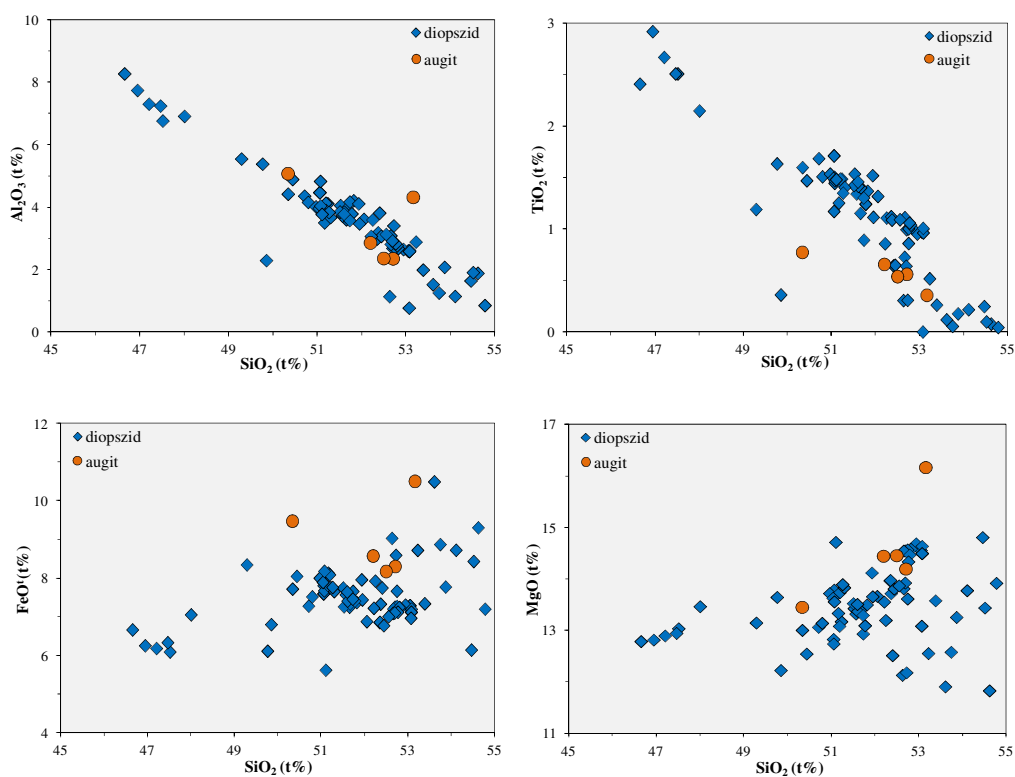 10
8
6
4
2
0
45
47
49
51
53
55
Al2O3 (t%)
SiO2 (t%)
diopszid
augit
3
2
1
0
45
47
49
51
53
55
TiO2 (t%)
SiO2 (t%)
diopszid
augit
12
10
8
6
4
45
47
49
51
53
55
FeOᵗ (t%)
SiO2 (t%)
diopszid
augit
17
15
13
11
45
47
49
51
53
55
MgO (t%)
SiO2 (t%)
diopszid
augit